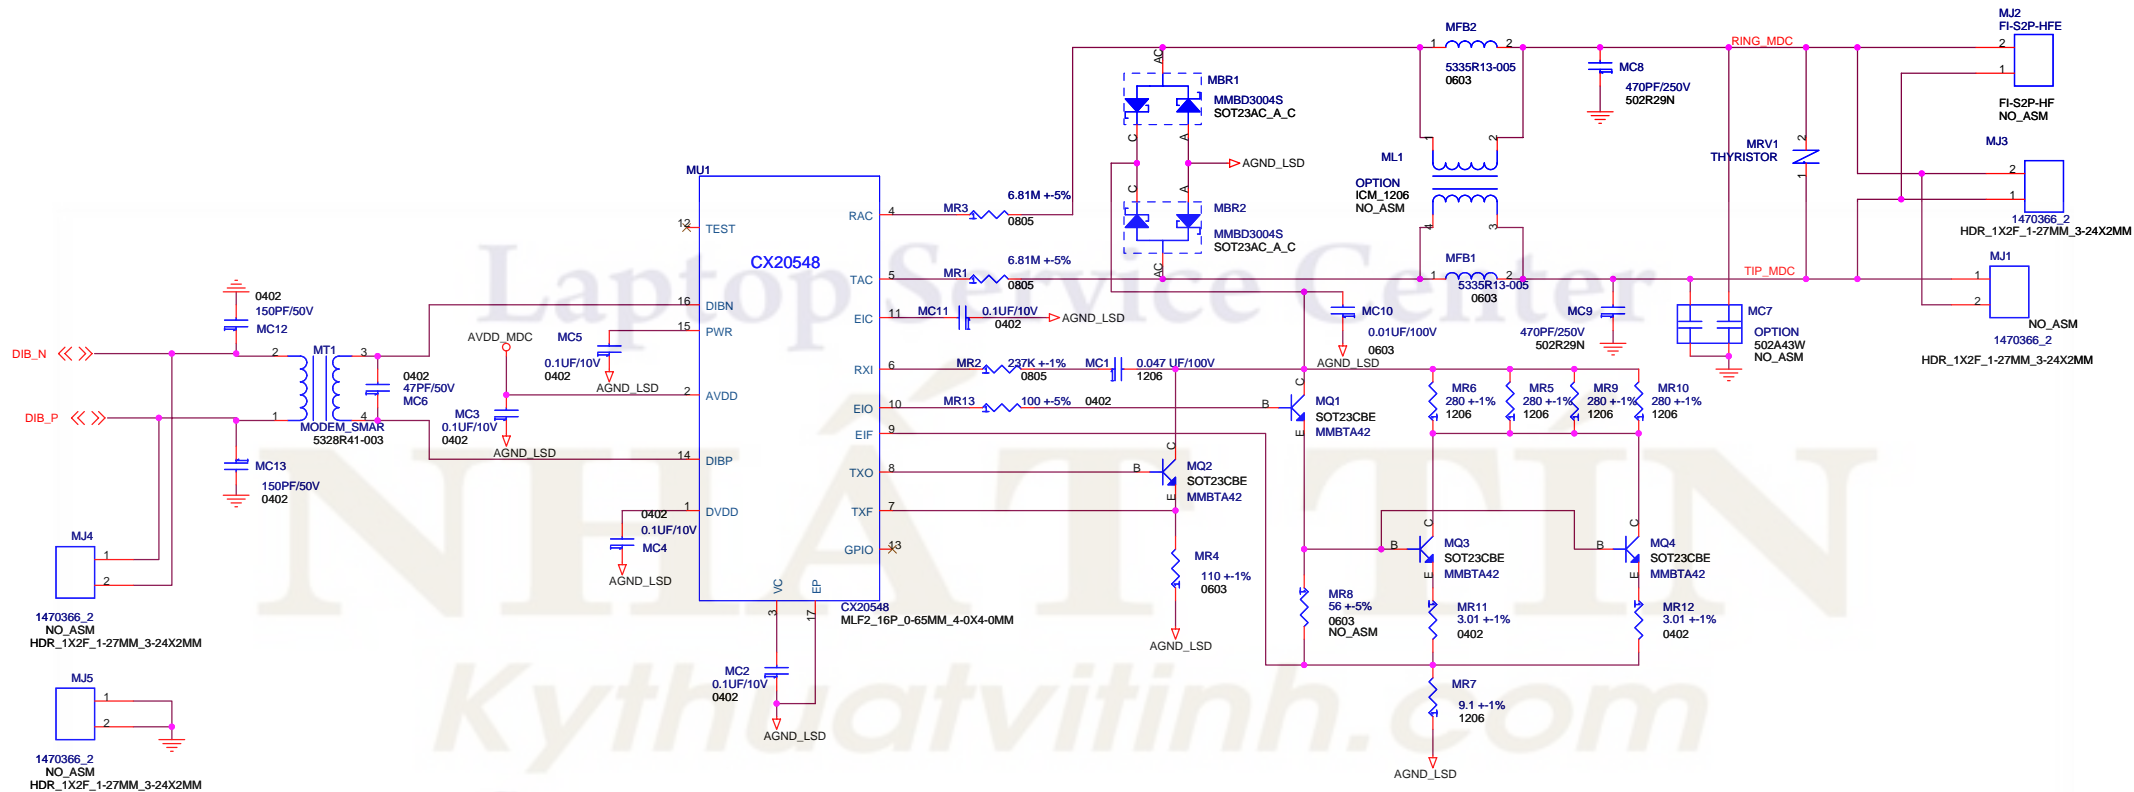 MFB2
1
2
5335R13-005
0603
RING_MDC
MJ2
FI-S2P-HFE
2
1
FI-S2P-HF
NO_ASM
MC8
470PF/250V
502R29N
AC
MBR1
MMBD3004S
SOT23AC_A_C
C
A
AGND_LSD
C
A
MBR2
MMBD3004S
SOT23AC_A_C
AC
1
2
ML1
OPTION
ICM_1206
NO_ASM
4
3
MRV1
THYRISTOR
2
1
MJ3
2
1
1470366_2
HDR_1X2F_1-27MM_3-24X2MM
MFB1
1
2
5335R13-005
0603
TIP_MDC
MJ1
1
2
NO_ASM
1470366_2
HDR_1X2F_1-27MM_3-24X2MM
MC9
470PF/250V
502R29N
MC7
OPTION
502A43W
NO_ASM
MC10
0.01UF/100V
0603
AGND_LSD
MU1
CX20548
12
TEST
16
DIBN
15
PWR
2
AVDD
14
DIBP
1
DVDD
RAC
4
TAC
5
EIC
11
RXI
6
EIO
10
EIF
9
TXO
8
TXF
7
GPIO
13
VC
3
EP
17
CX20548
MLF2_16P_0-65MM_4-0X4-0MM
MR3
1
6.81M +-5%
0805
MR1
1
6.81M +-5%
0805
MC11
0.1UF/10V
0402
AGND_LSD
MR2
1
237K +-1%
0805
MC1
1
0.047 UF/100V
1206
MR13
1
100 +-5%
0402
B
C
E
MQ1
SOT23CBE
MMBTA42
B
C
E
MQ2
SOT23CBE
MMBTA42
MR4
110 +-1%
0603
1
AGND_LSD
MR6
280 +-1%
1206
MR5
280 +-1%
1206
MR9
280 +-1%
1206
MR10
280 +-1%
1206
B
C
E
MQ3
SOT23CBE
MMBTA42
B
C
E
MQ4
SOT23CBE
MMBTA42
MR8
56 +-5%
0603
NO_ASM
MR11
3.01 +-1%
0402
MR12
3.01 +-1%
0402
MR7
9.1 +-1%
1206
AGND_LSD
0402
150PF/50V
MC12
DIB_N
DIB_P
MT1
2
3
1
4
MODEM_SMAR
5328R41-003
0402
47PF/50V
MC6
MC13
150PF/50V
0402
AVDD_MDC
MC5
0.1UF/10V
0402
AGND_LSD
MC3
0.1UF/10V
0402
AGND_LSD
0402
0.1UF/10V
MC4
AGND_LSD
MC2
0.1UF/10V
0402
AGND_LSD
MJ4
1
2
1470366_2
NO_ASM
HDR_1X2F_1-27MM_3-24X2MM
MJ5
1
2
1470366_2
NO_ASM
HDR_1X2F_1-27MM_3-24X2MM
Laptop Service Center
NHẤT TÍN
Kythuatvitinh.com